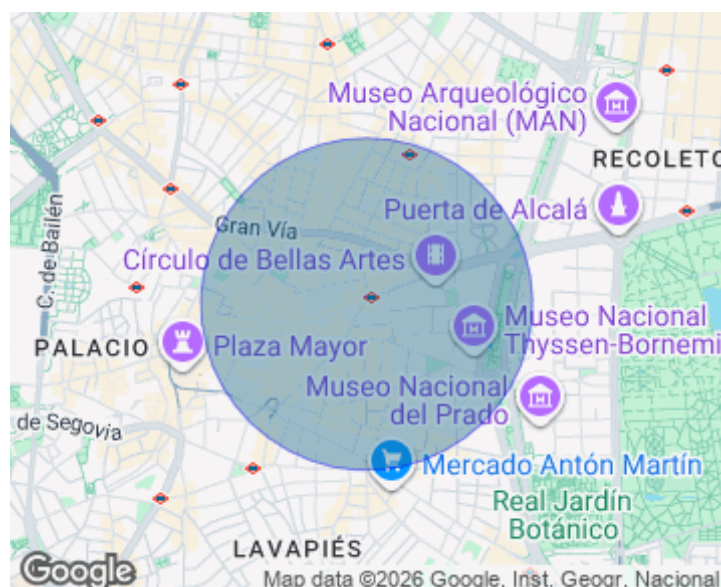 Museo Arqueológico
Nacional (MAN)
RECOLETO
Puerta de Alcalá
Gran Vía
C. de Bailén
Círculo de Bellas Artes
PALACIO
Plaza Mayor
Museo Nacional
Thyssen-Bornemi
Museo Nacional
del Prado
de Segovia
Mercado Antón Martín
Real Jardín
Botánico
LAVAPIÉS
Google
Map data ©2026 Google, Inst. Geogr. Nacional